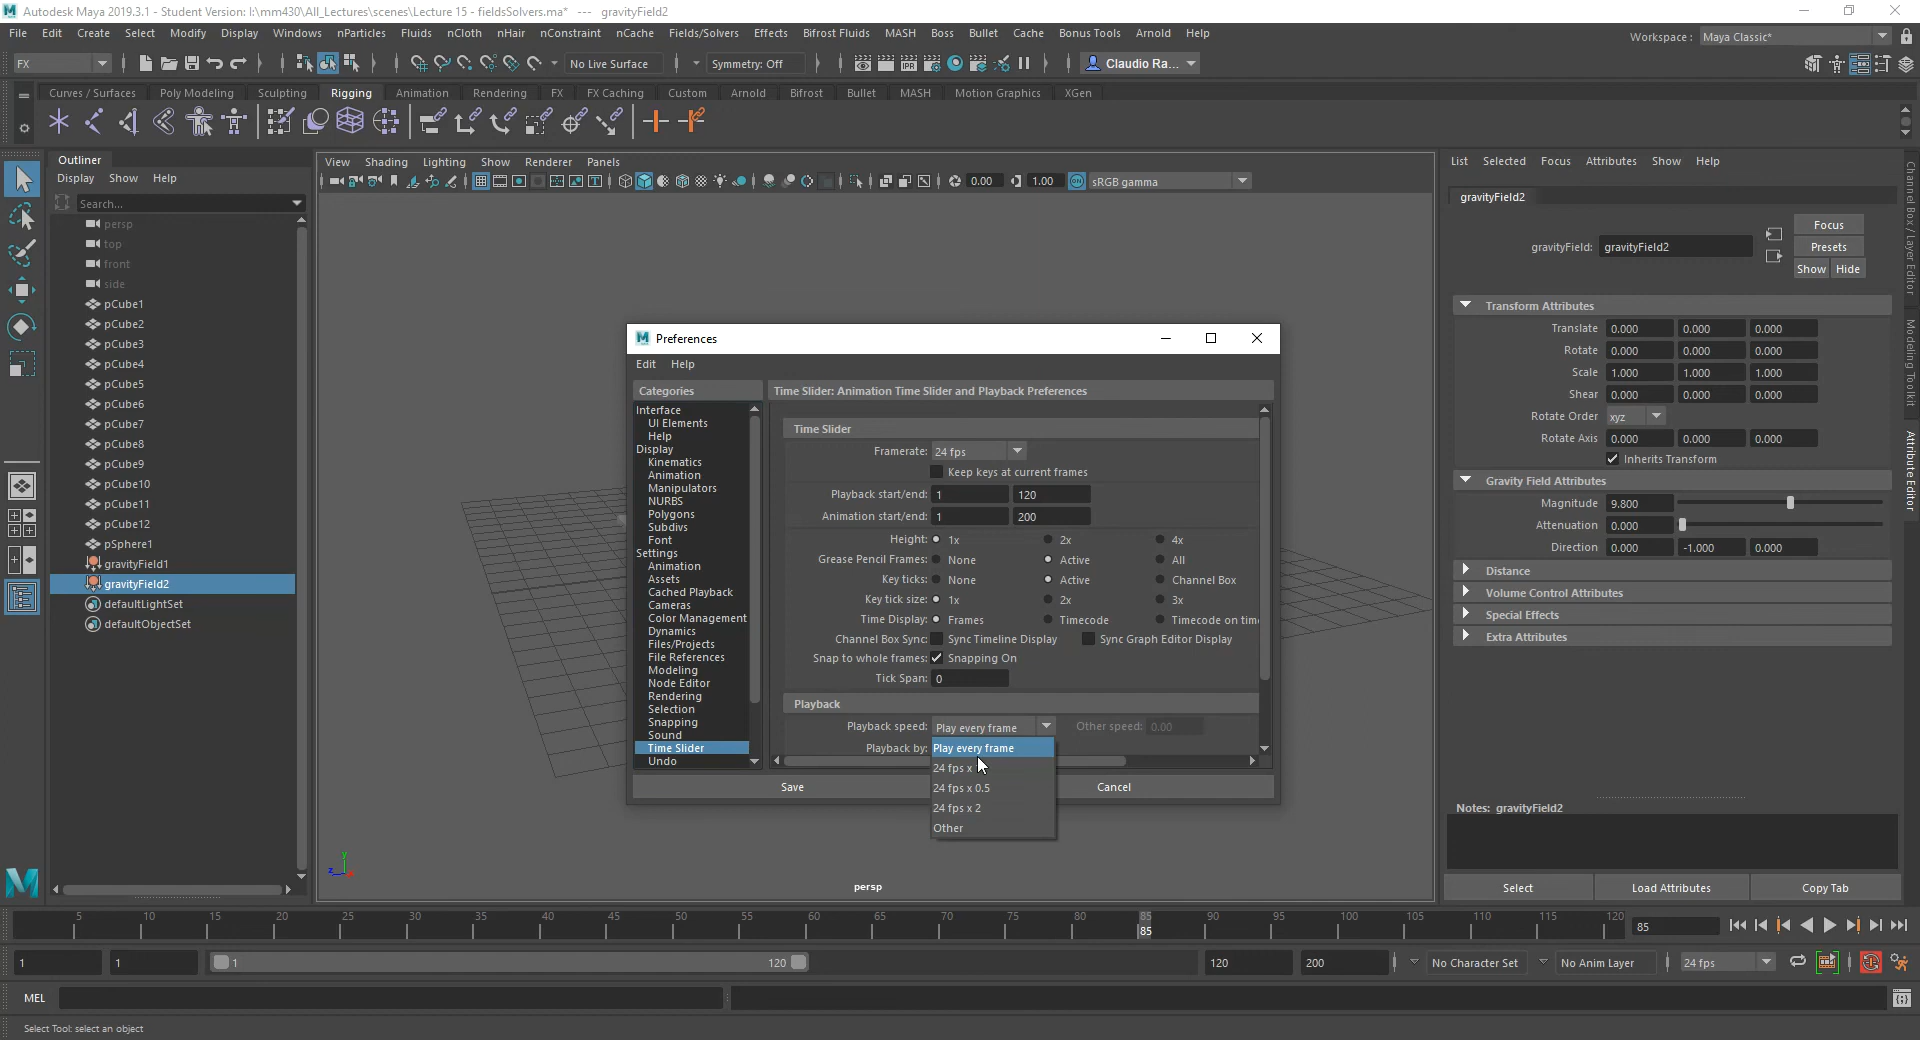 Autodesk Maya 2019.3.1 - Student Version: I:\mm430\All_Lectures\scenes\Lecture 15 - fieldsSolvers.ma* --- gravityField2
File Edit Create Select Modify Display Windows nParticles Fluids nCloth nHair nConstraint nCache Fields/Solvers Effects Bifrost Fluids MASH Boss Bullet Cache Bonus Tools Arnold Help
Workspace : Maya Classic*
FX No Live Surface Symmetry: Off Claudio Ra...
Curves / Surfaces Poly Modeling Sculpting Rigging Animation Rendering FX FX Caching Custom Arnold Bifrost Bullet MASH Motion Graphics XGen
Outliner
Display Show Help
Search...
persp
top
front
side
pCube1
pCube2
pCube3
pCube4
pCube5
pCube6
pCube7
pCube8
pCube9
pCube10
pCube11
pCube12
pSphere1
gravityField1
gravityField2
defaultLightSet
defaultObjectSet
View Shading Lighting Show Renderer Panels
0.00 1.00 ON sRGB gamma
Preferences
Edit Help
Categories
Interface
UI Elements
Help
Display
Kinematics
Animation
Manipulators
NURBS
Polygons
Subdivs
Font
Settings
Animation
Assets
Cached Playback
Cameras
Color Management
Dynamics
Files/Projects
File References
Modeling
Node Editor
Rendering
Selection
Snapping
Sound
Time Slider
Undo
Time Slider: Animation Time Slider and Playback Preferences
Time Slider
Framerate: 24 fps
Keep keys at current frames
Playback start/end: 1 120
Animation start/end: 1 200
Height: 1x 2x 4x
Grease Pencil Frames: None Active All
Key ticks: None Active Channel Box
Key tick size: 1x 2x 3x
Time Display: Frames Timecode Timecode on tim
Channel Box Sync: Sync Timeline Display Sync Graph Editor Display
Snap to whole frames: Snapping On
Tick Span: 0
Playback
Playback speed: Play every frame Other speed: 0.00
Playback by: Play every frame
24 fps x
24 fps x 0.5
24 fps x 2
Other
Save Cancel
y
z
persp
List Selected Focus Attributes Show Help
gravityField2
gravityField: gravityField2
Focus
Presets
Show Hide
Transform Attributes
Translate 0.000 0.000 0.000
Rotate 0.000 0.000 0.000
Scale 1.000 1.000 1.000
Shear 0.000 0.000 0.000
Rotate Order xyz
Rotate Axis 0.000 0.000 0.000
Inherits Transform
Gravity Field Attributes
Magnitude 9.800
Attenuation 0.000
Direction 0.000 -1.000 0.000
Distance
Volume Control Attributes
Special Effects
Extra Attributes
Notes: gravityField2
Select Load Attributes Copy Tab
Channel Box / Layer Editor
Modeling Toolkit
Attribute Editor
5 10 15 20 25 30 35 40 45 50 55 60 65 70 75 80 85 90 95 100 105 110 115 120
85 85
1 1 1 120 120 200 No Character Set No Anim Layer 24 fps
MEL
Select Tool: select an object